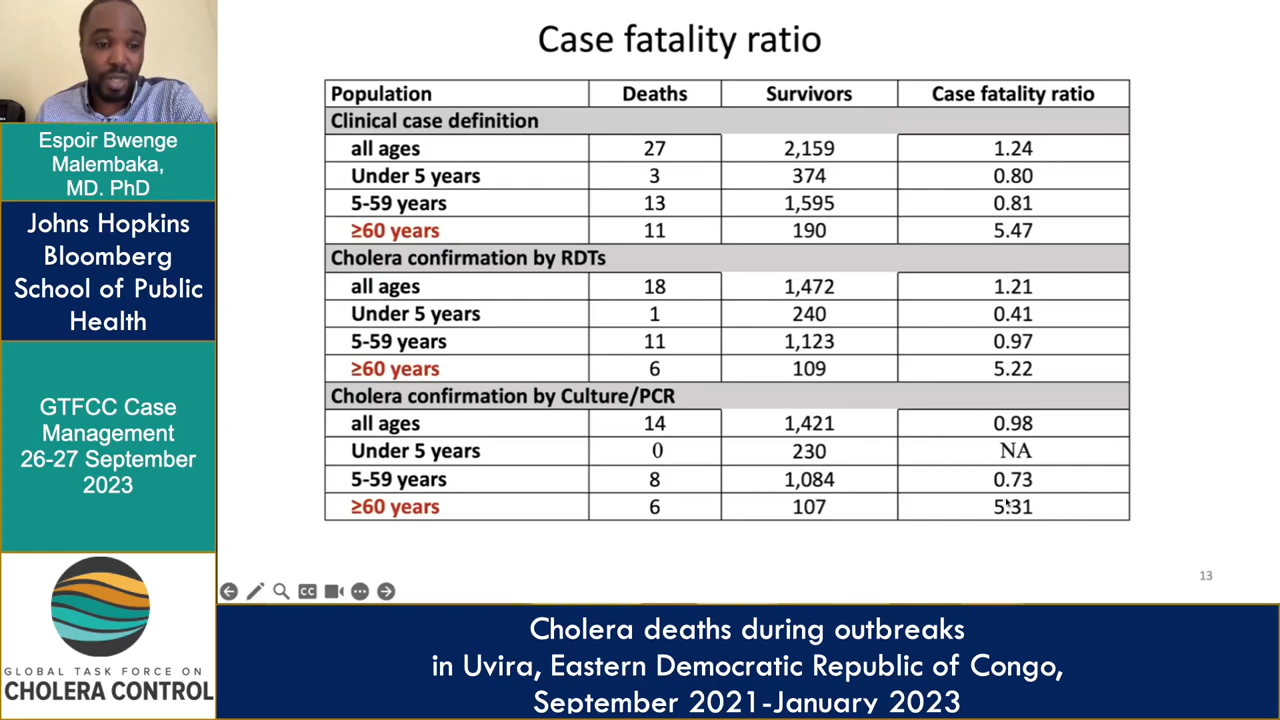 Case fatality ratio
Population Deaths Survivors Case fatality ratio
Clinical case definition
all ages 27 2,159 1.24
Under 5 years 3 374 0.80
5-59 years 13 1,595 0.81
≥60 years 11 190 5.47
Cholera confirmation by RDTs
all ages 18 1,472 1.21
Under 5 years 1 240 0.41
5-59 years 11 1,123 0.97
≥60 years 6 109 5.22
Cholera confirmation by Culture/PCR
all ages 14 1,421 0.98
Under 5 years 0 230 NA
5-59 years 8 1,084 0.73
≥60 years 6 107 5.31
13
CC
Espoir Bwenge
Malembaka,
MD. PhD
Johns Hopkins
Bloomberg
School of Public
Health
GTFCC Case
Management
26-27 September
2023
GLOBAL TASK FORCE ON
CHOLERA CONTROL
Cholera deaths during outbreaks
in Uvira, Eastern Democratic Republic of Congo,
September 2021-January 2023